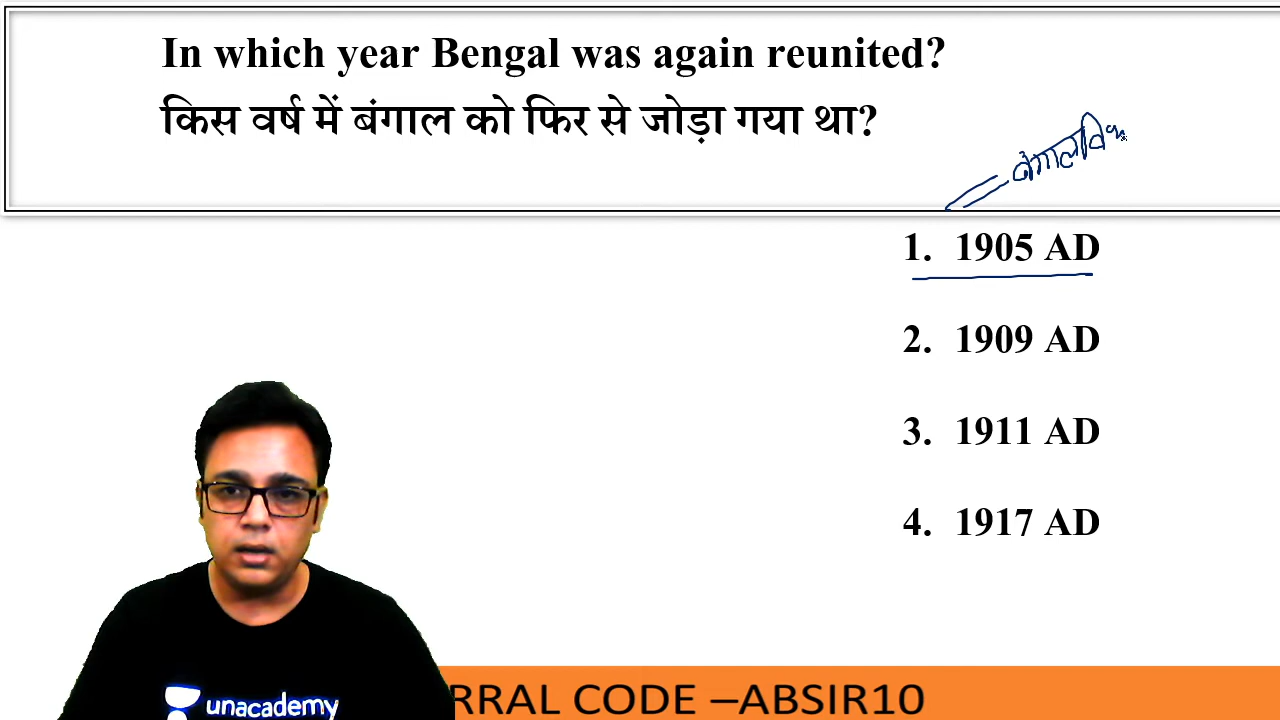 In which year Bengal was again reunited?
किस वर्ष में बंगाल को फिर से जोड़ा गया था?
1. 1905 AD
2. 1909 AD
3. 1911 AD
4. 1917 AD
unacademy
RRAL CODE –ABSIR10